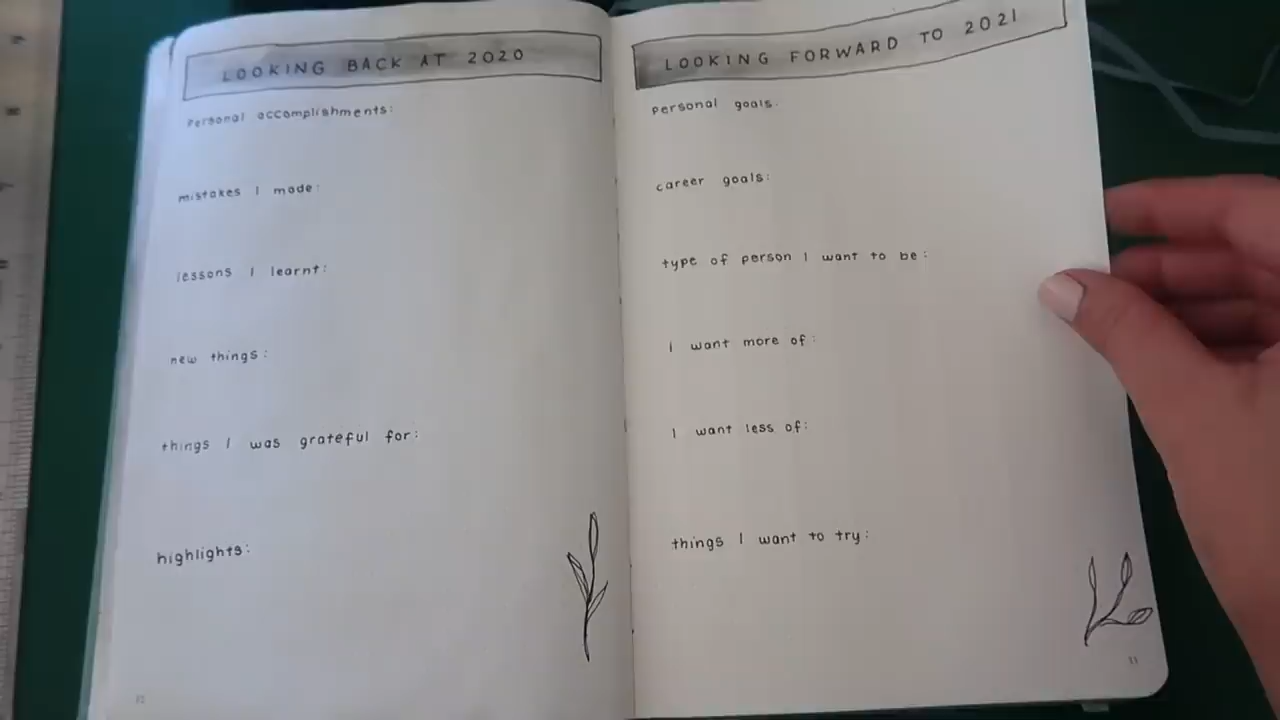 LOOKING BACK AT 2020
personal accomplishments:
mistakes I made:
lessons I learnt:
new things:
things I was grateful for:
highlights:
LOOKING FORWARD TO 2021
personal goals:
career goals:
type of person I want to be:
I want more of:
I want less of:
things I want to try: